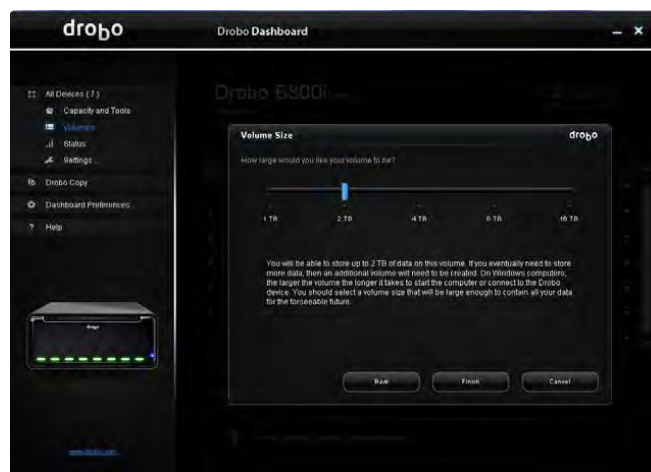 drobo
Drobo Dashboard
All Devices (7)
Capacity and Tools
Volumes
Status
Settings...
Drobo Copy
Dashboard Preferences...
Help
Volume Size
drobo
How large would you like your volume to be?
1 TB
2 TB
4 TB
8 TB
16 TB
You will be able to store up to 2 TB of data on this volume. If you eventually need to store
more data, then an additional volume will need to be created. On Windows computers,
the larger the volume the longer it takes to start the computer or connect to the Drobo
device. You should select a volume size that will be large enough to contain all your data
for the forseeable future.
Back
Finish
Cancel
drobo
www.drobo.com